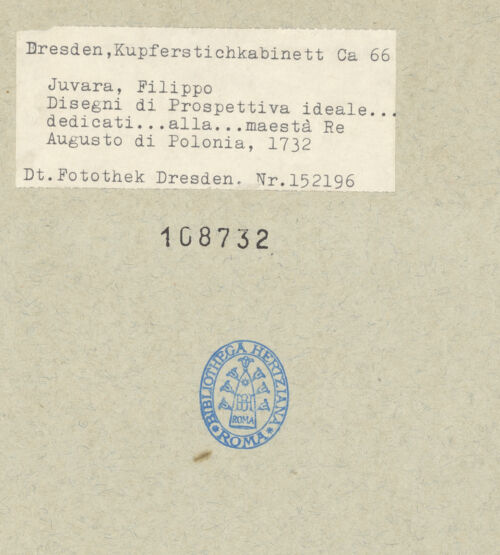 Dresden,Kupferstichkabinett Ca 66
Juvara, Filippo
Disegni di Prospettiva ideale...
dedicati...alla...maestà Re
Augusto di Polonia, 1732
Dt.Fotothek Dresden. Nr.152196
108732
BIBLIOTHECA HERTZIANA
ROMA
ROMA